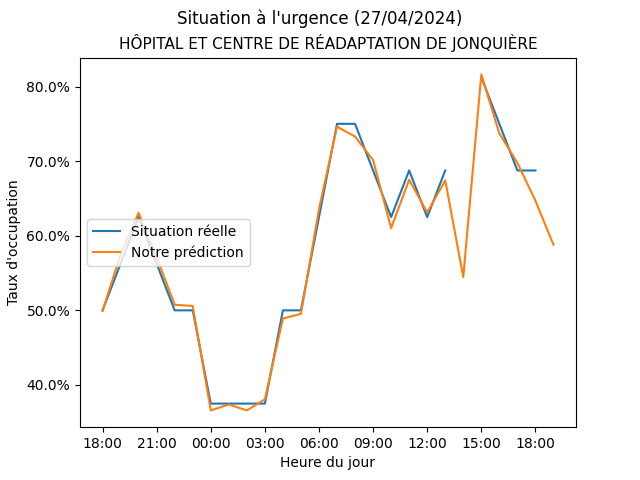 Situation à l'urgence (27/04/2024)
HÔPITAL ET CENTRE DE RÉADAPTATION DE JONQUIÈRE
80.0%
70.0%
60.0%
50.0%
40.0%
Taux d'occupation
Situation réelle
Notre prédiction
18:00 21:00 00:00 03:00 06:00 09:00 12:00 15:00 18:00
Heure du jour